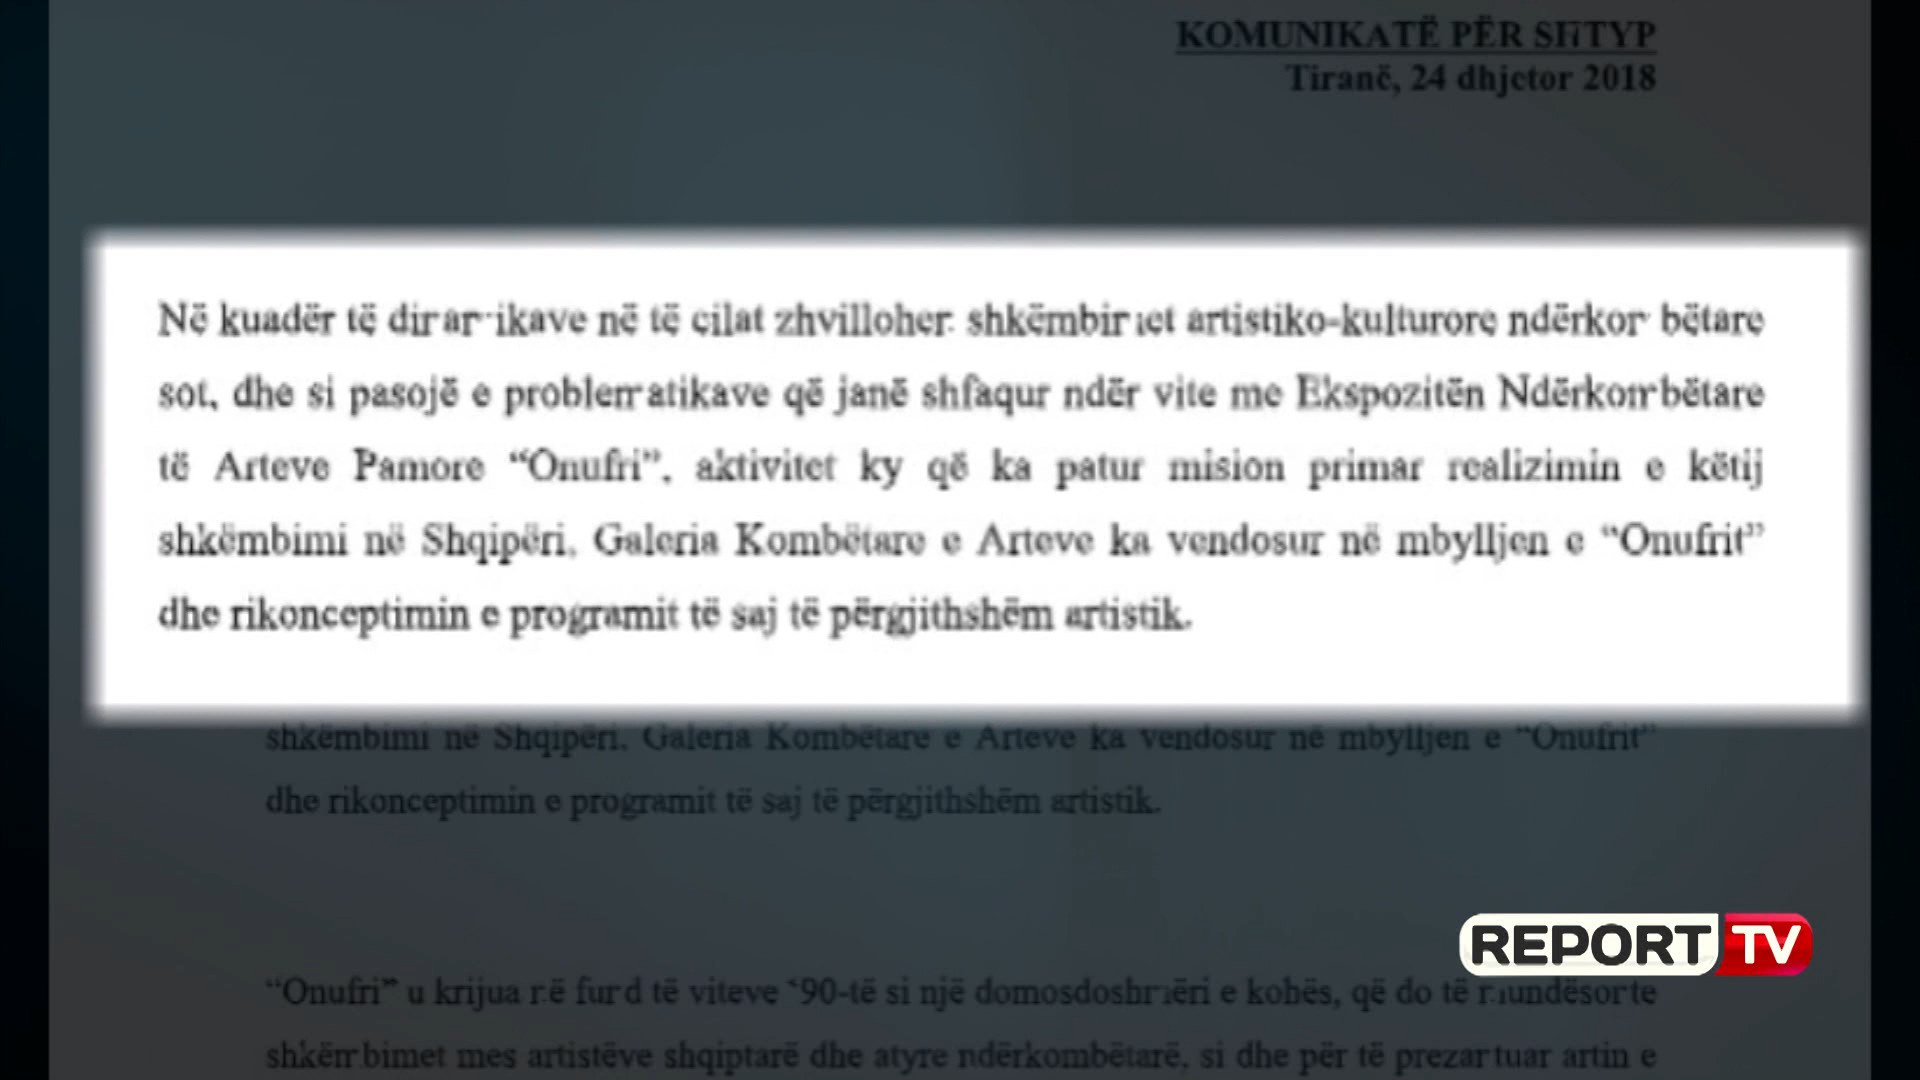 KOMUNIKATË PËR SHTYP
Tiranë, 24 dhjetor 2018
Në kuadër të dinamikave në të cilat zhvillohen shkëmbimet artistiko-kulturore ndërkombëtare
sot, dhe si pasojë e problematikave që janë shfaqur ndër vite me Ekspozitën Ndërkombëtare
të Arteve Pamore “Onufri”, aktivitet ky që ka patur mision primar realizimin e këtij
shkëmbimi në Shqipëri, Galeria Kombëtare e Arteve ka vendosur në mbylljen e “Onufrit”
dhe rikonceptimin e programit të saj të përgjithshëm artistik.
shkëmbimi në Shqipëri, Galeria Kombëtare e Arteve ka vendosur në mbylljen e “Onufrit”
dhe rikonceptimin e programit të saj të përgjithshëm artistik.
REPORT TV
“Onufri” u krijua në fund të viteve ‘90-të si një domosdoshmëri e kohës, që do të mundësonte
shkëmbimet mes artistëve shqiptarë dhe atyre ndërkombëtarë, si dhe për të prezantuar artin e